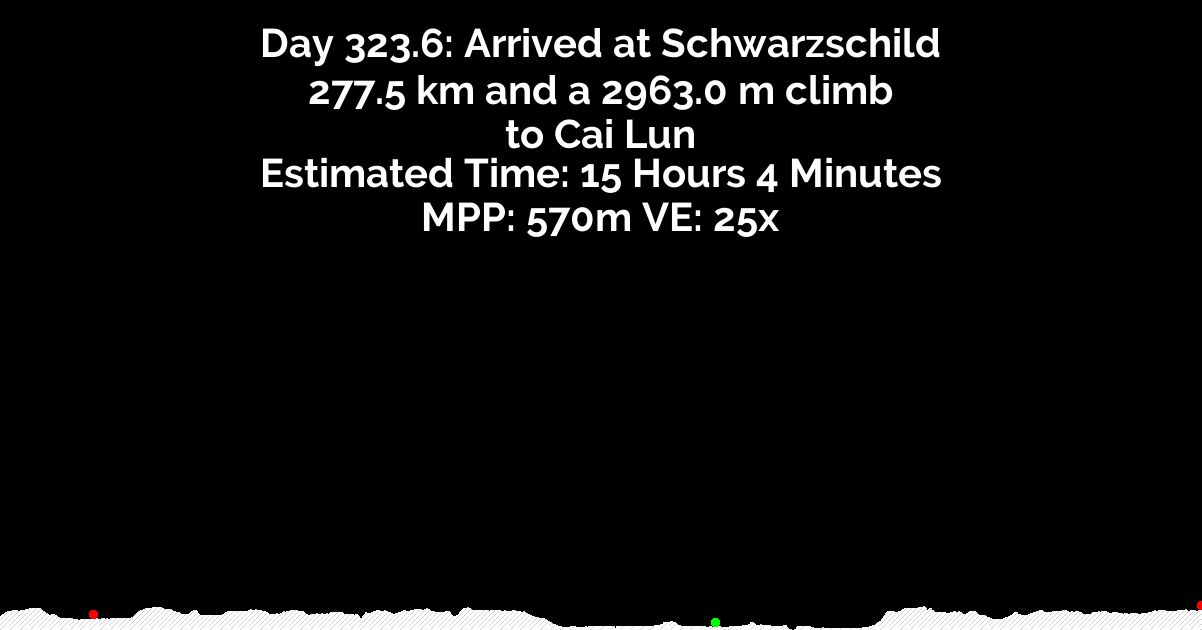 Day 323.6: Arrived at Schwarzschild
277.5 km and a 2963.0 m climb
to Cai Lun
Estimated Time: 15 Hours 4 Minutes
MPP: 570m VE: 25x